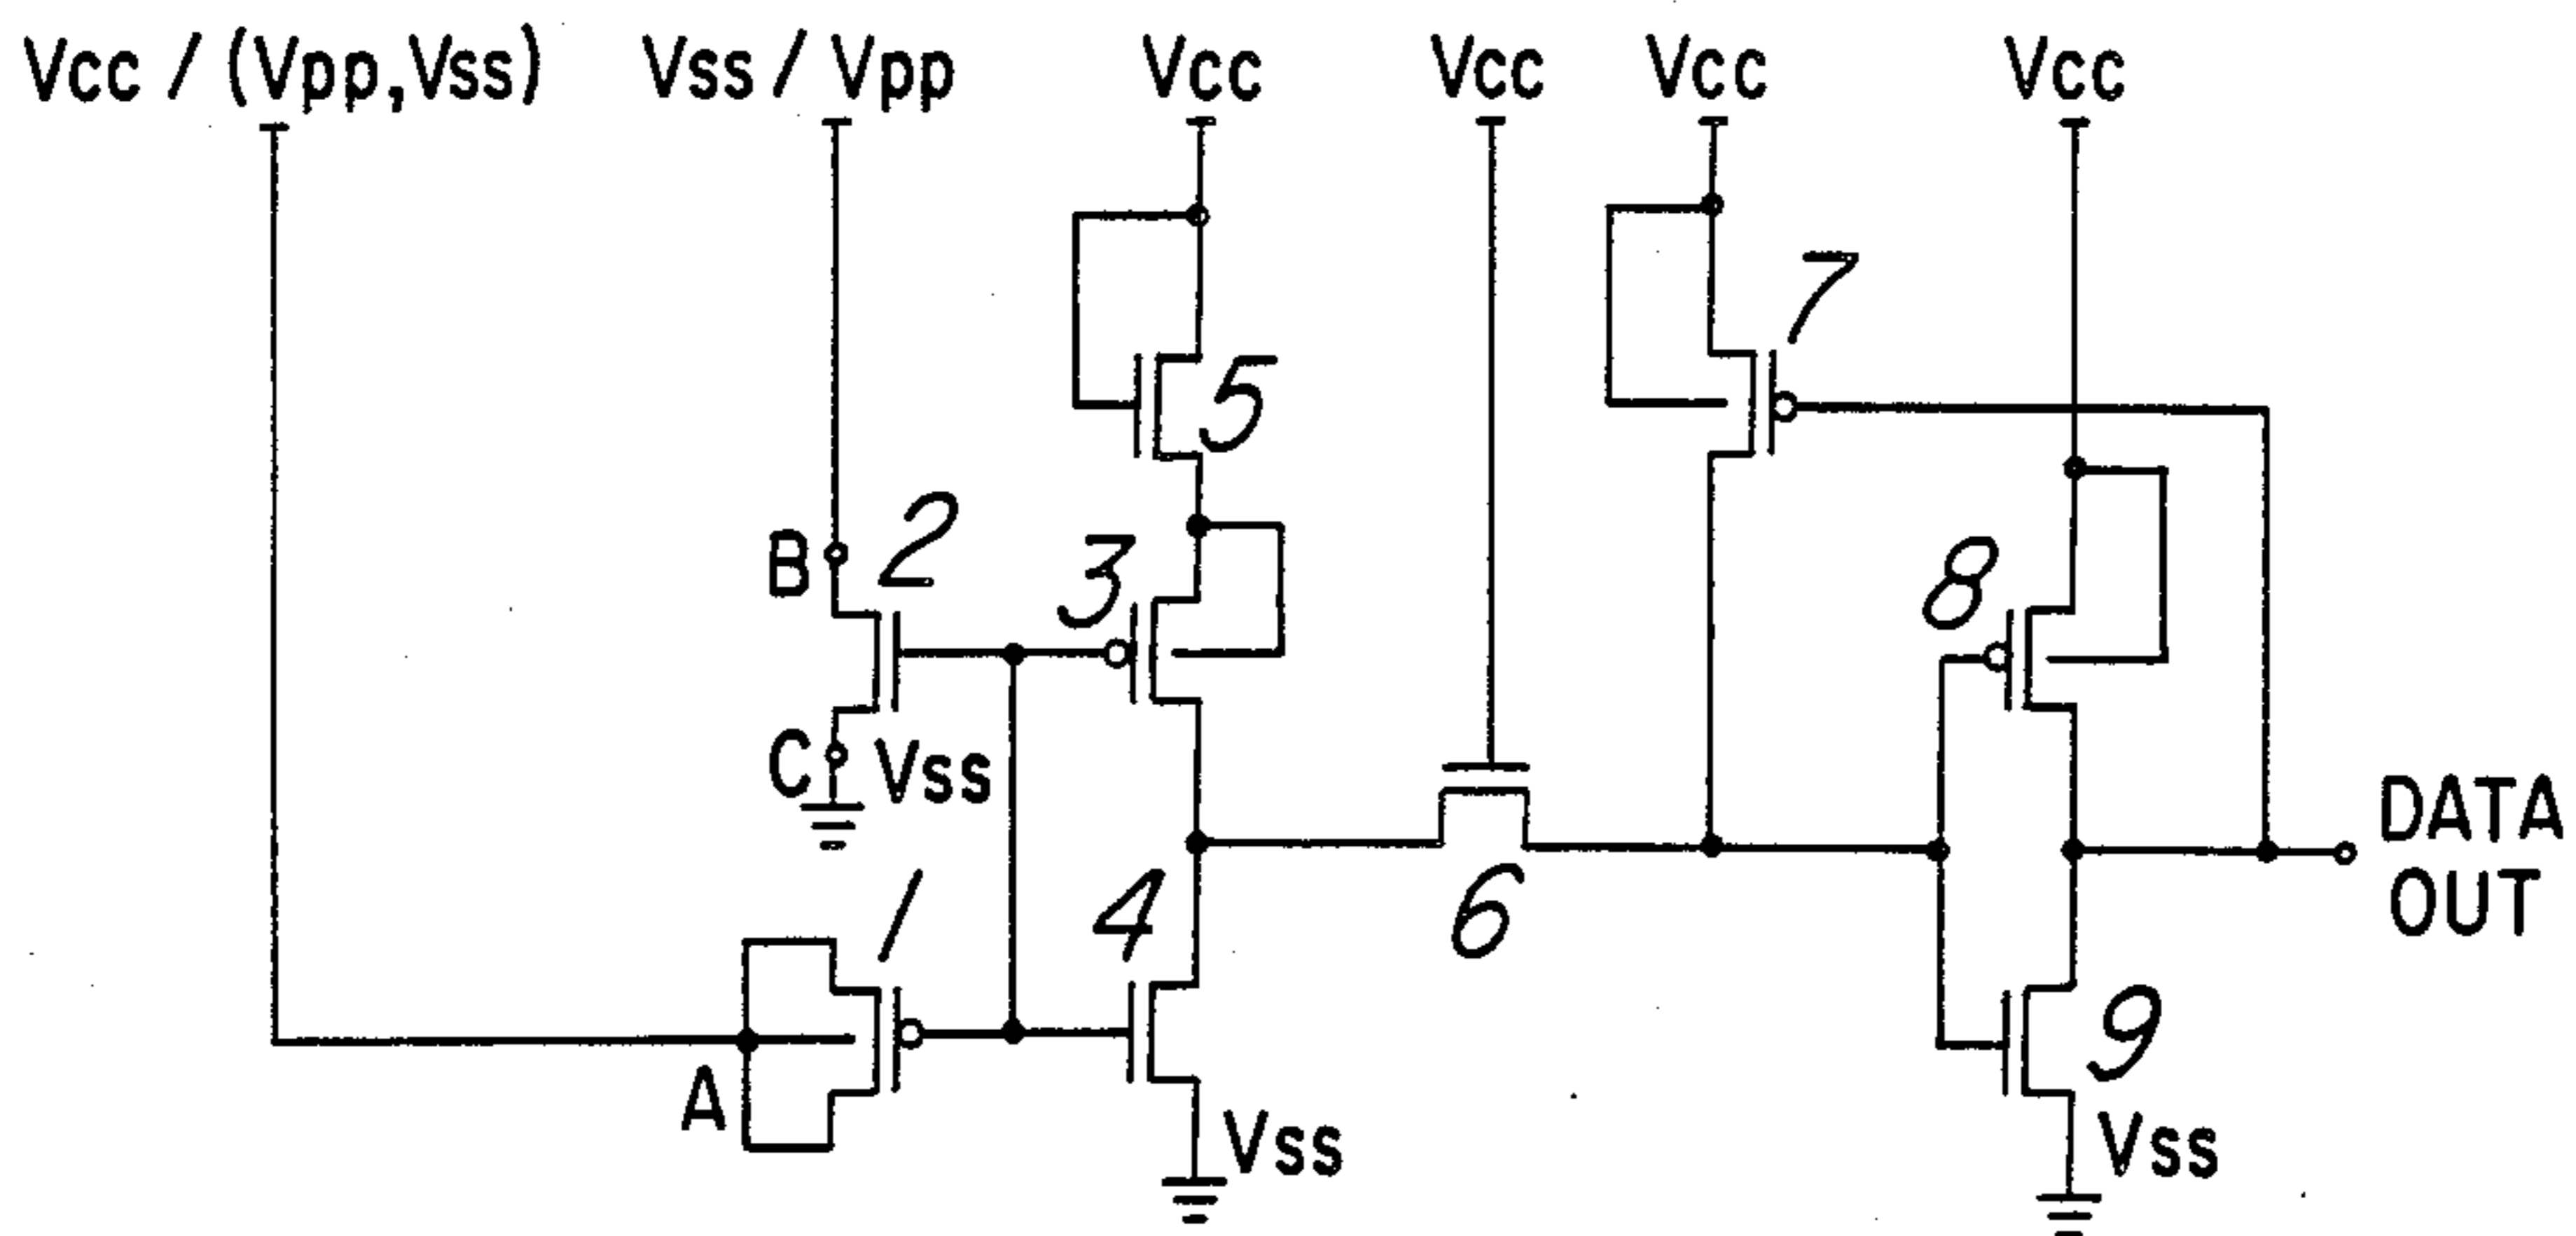 Vcc / (Vpp,Vss)
Vss / Vpp
Vcc
Vcc
Vcc
Vcc
7
5
B
2
3
8
C
Vss
1
4
6
DATA
OUT
9
A
Vss
Vss